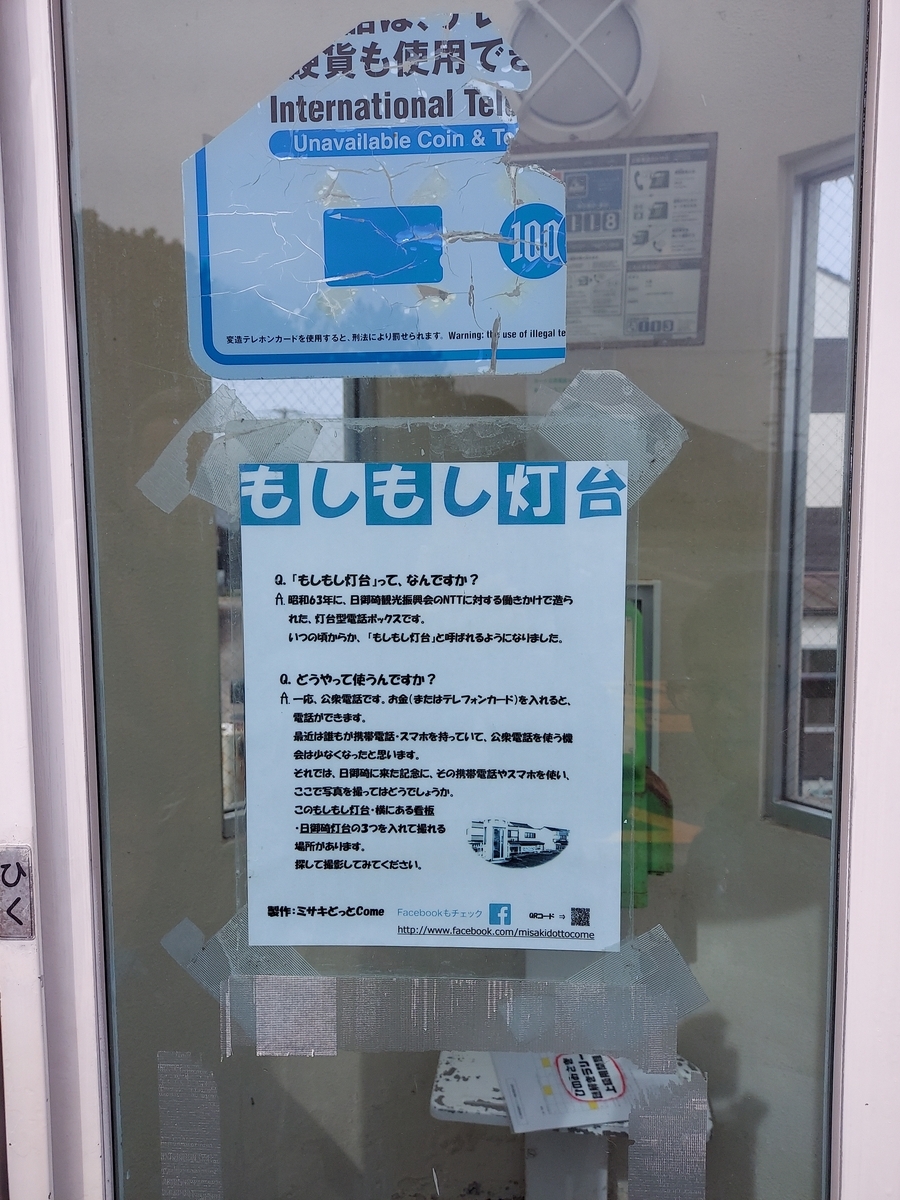 硬貨も使用でき
International Tele
Unavailable Coin & Te
100
変造テレホンカードを使用すると、刑法により罰せられます。 Warning: the use of illegal te
もしもし灯台
Q. 「もしもし灯台」って、なんですか?
A. 昭和63年に、日御碕観光振興会のNTTに対する働きかけで造ら
れた、灯台型電話ボックスです。
いつの頃からか、「もしもし灯台」と呼ばれるようになりました。
Q. どうやって使うんですか?
A. 一応、公衆電話です。お金(またはテレフォンカード)を入れると、
電話ができます。
最近は誰もが携帯電話・スマホを持っていて、公衆電話を使う機
会は少なくなったと思います。
それでは、日御碕に来た記念に、その携帯電話やスマホを使い、
ここで写真を撮ってはどうでしょうか。
このもしもし灯台・横にある看板
・日御碕灯台の3つを入れて撮れる
場所があります。
探して撮影してみてください。
製作:ミサキどっとCome Facebookもチェック QRコード ⇒
http://www.facebook.com/misakidottocome
ひく
ひのみさき
謎解きラリー